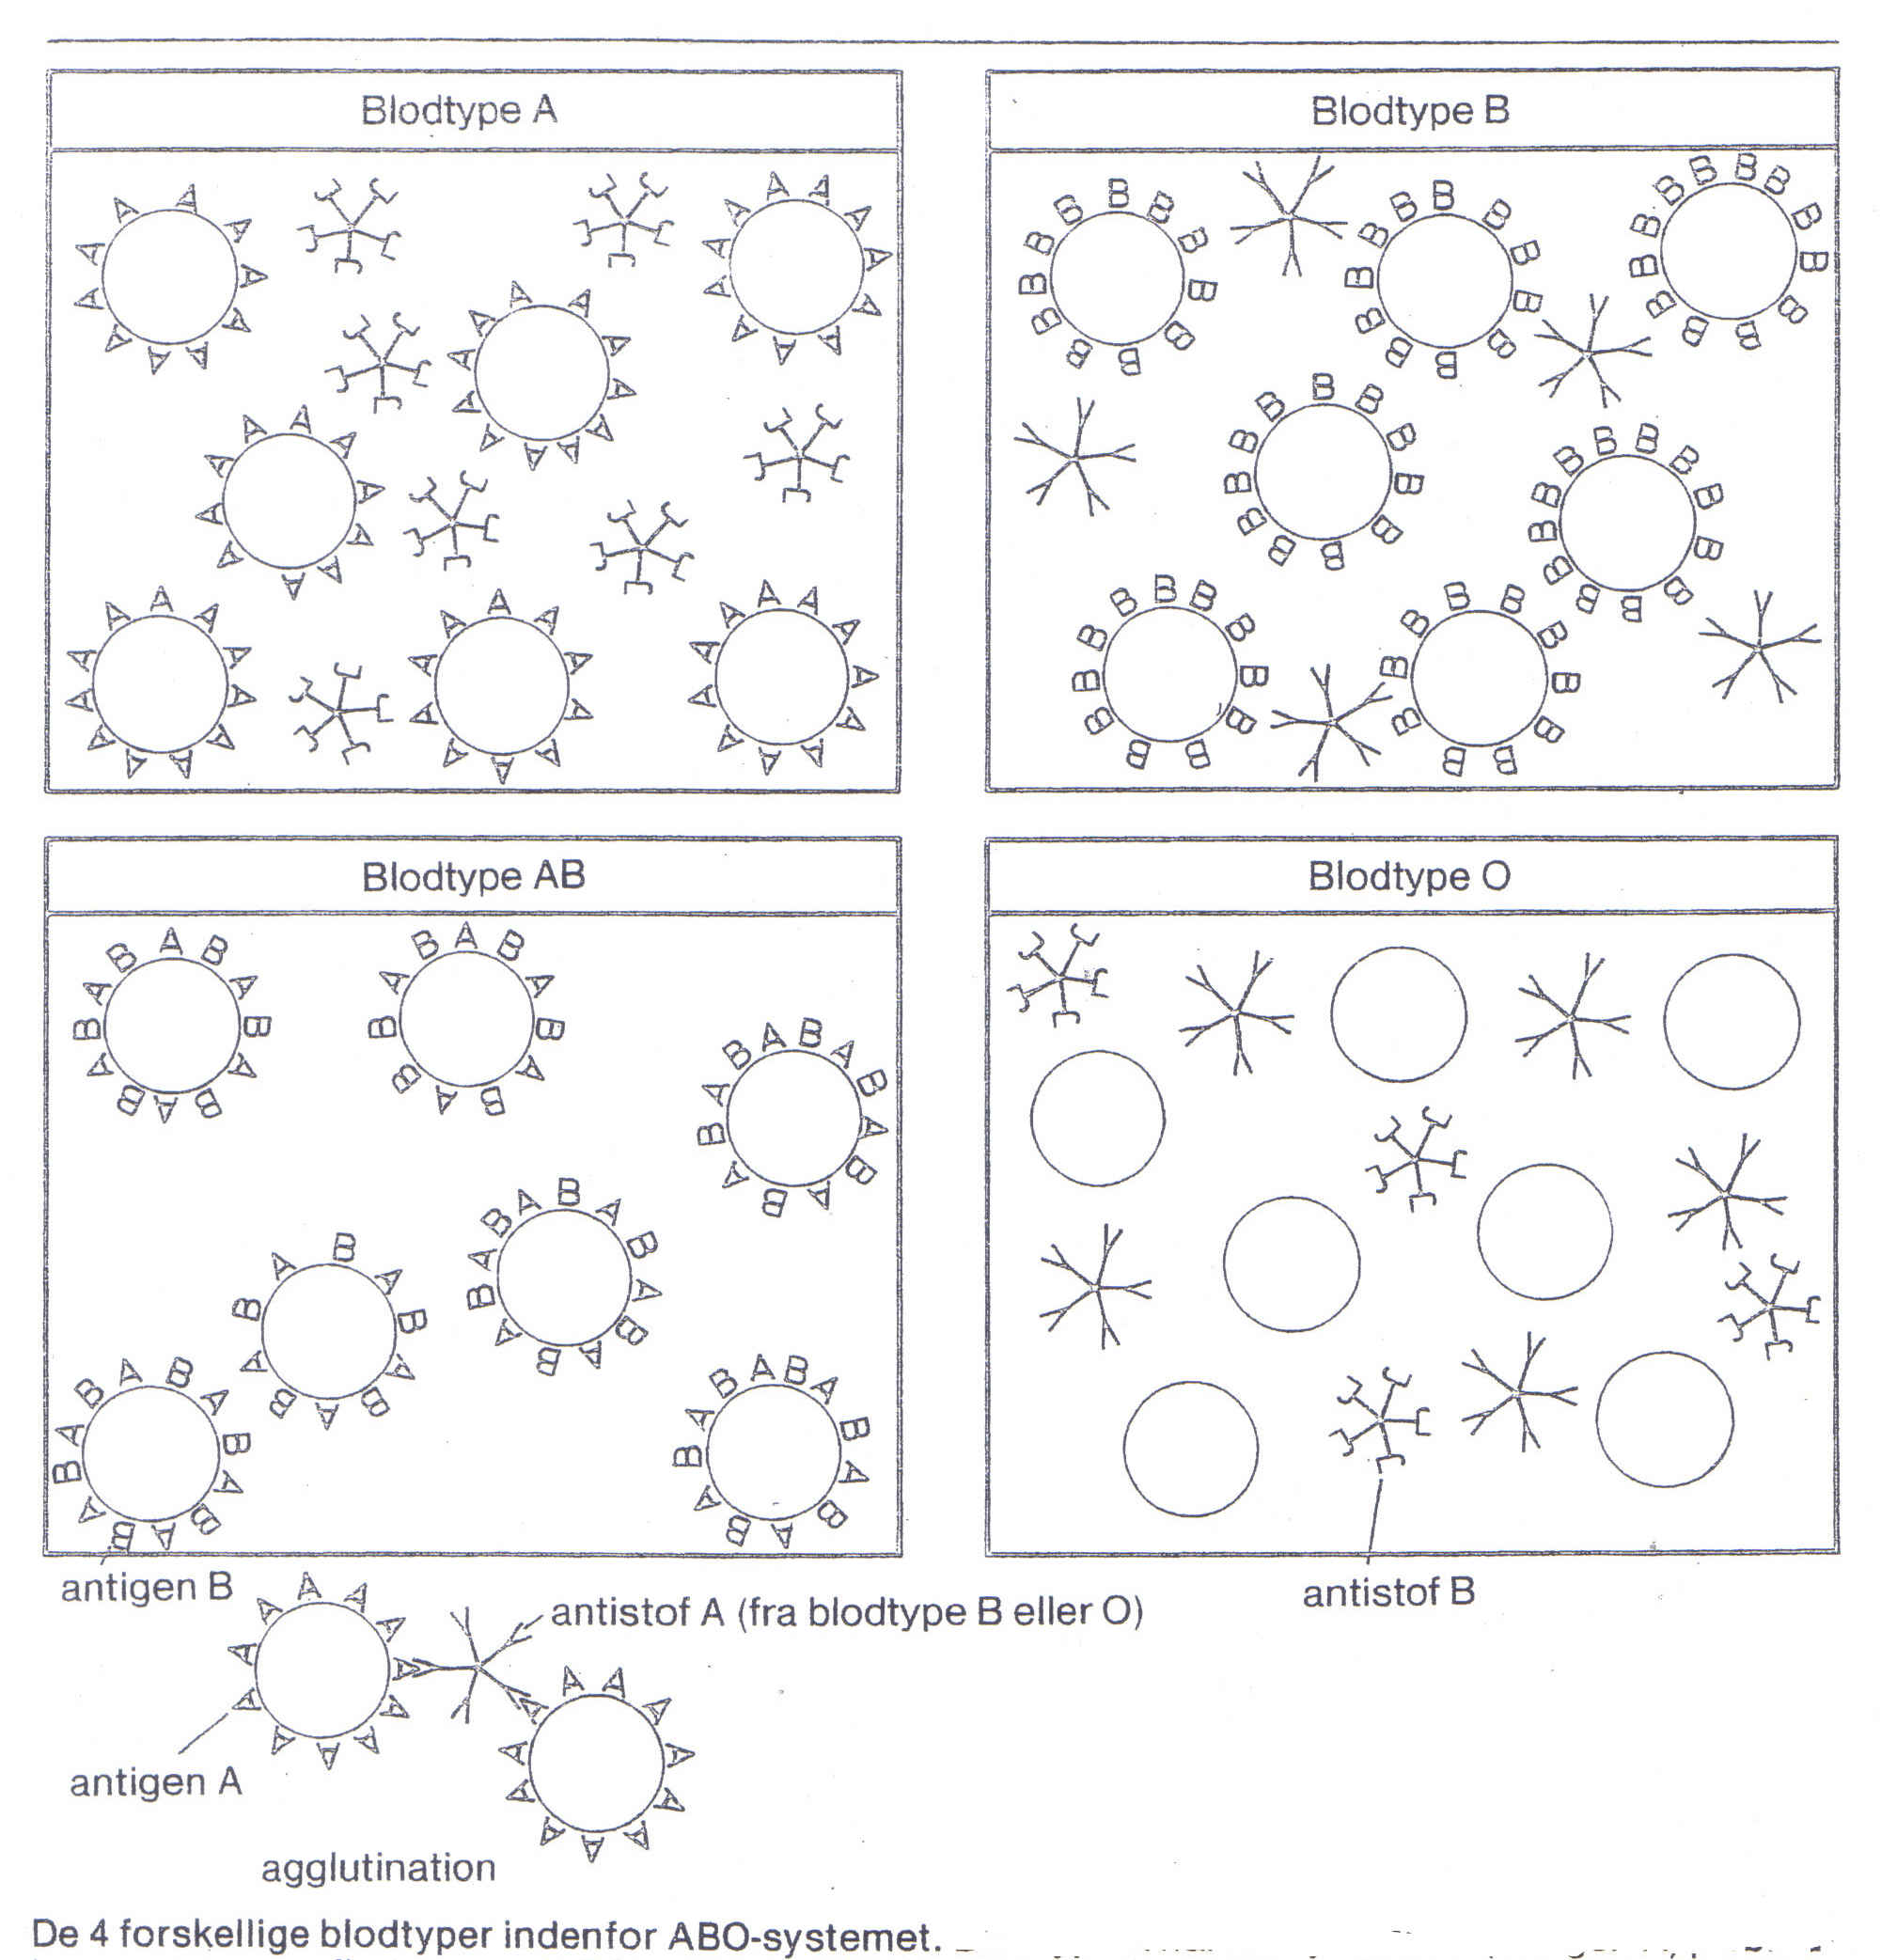 Blodtype A
Blodtype B
Blodtype AB
Blodtype O
antigen B
antistof A (fra blodtype B eller O)
antistof B
antigen A
agglutination
De 4 forskellige blodtyper indenfor ABO-systemet.